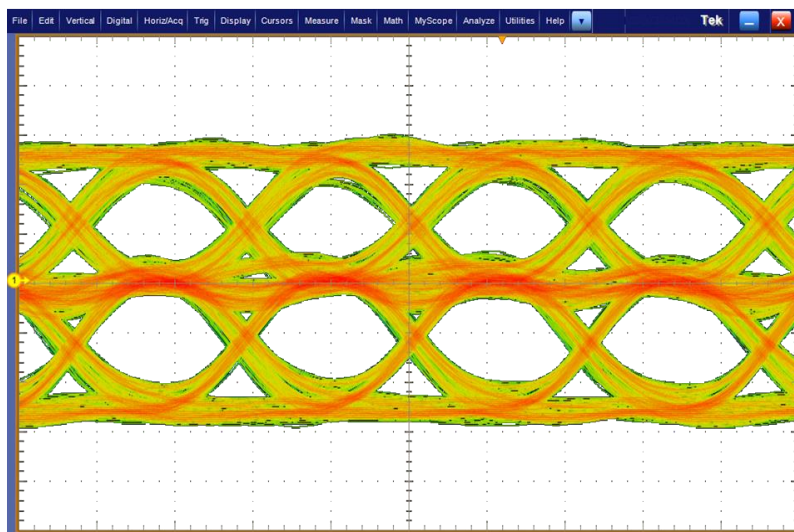 File Edit Vertical Digital Horiz/Acq Trig Display Cursors Measure Mask Math MyScope Analyze Utilities Help Tek X
1